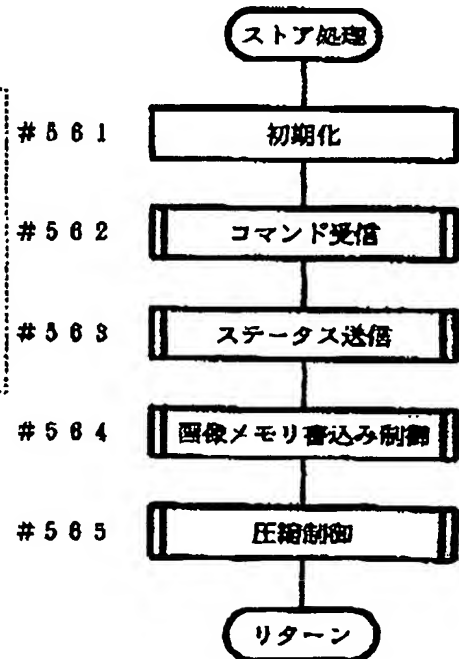 ストア処理
#561 初期化
#562 コマンド受信
#563 ステータス送信
#564 画像メモリ書込み制御
#565 圧縮制御
リターン